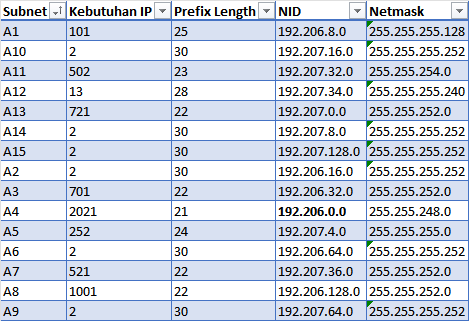 Subnet Kebutuhan IP Prefix Length NID Netmask
A1 101 25 192.206.8.0 255.255.255.128
A10 2 30 192.207.16.0 255.255.255.252
A11 502 23 192.207.32.0 255.255.254.0
A12 13 28 192.207.34.0 255.255.255.240
A13 721 22 192.207.0.0 255.255.252.0
A14 2 30 192.207.8.0 255.255.255.252
A15 2 30 192.207.128.0 255.255.255.252
A2 2 30 192.206.16.0 255.255.255.252
A3 701 22 192.206.32.0 255.255.252.0
A4 2021 21 192.206.0.0 255.255.248.0
A5 252 24 192.207.4.0 255.255.255.0
A6 2 30 192.206.64.0 255.255.255.252
A7 521 22 192.207.36.0 255.255.252.0
A8 1001 22 192.206.128.0 255.255.252.0
A9 2 30 192.207.64.0 255.255.255.252